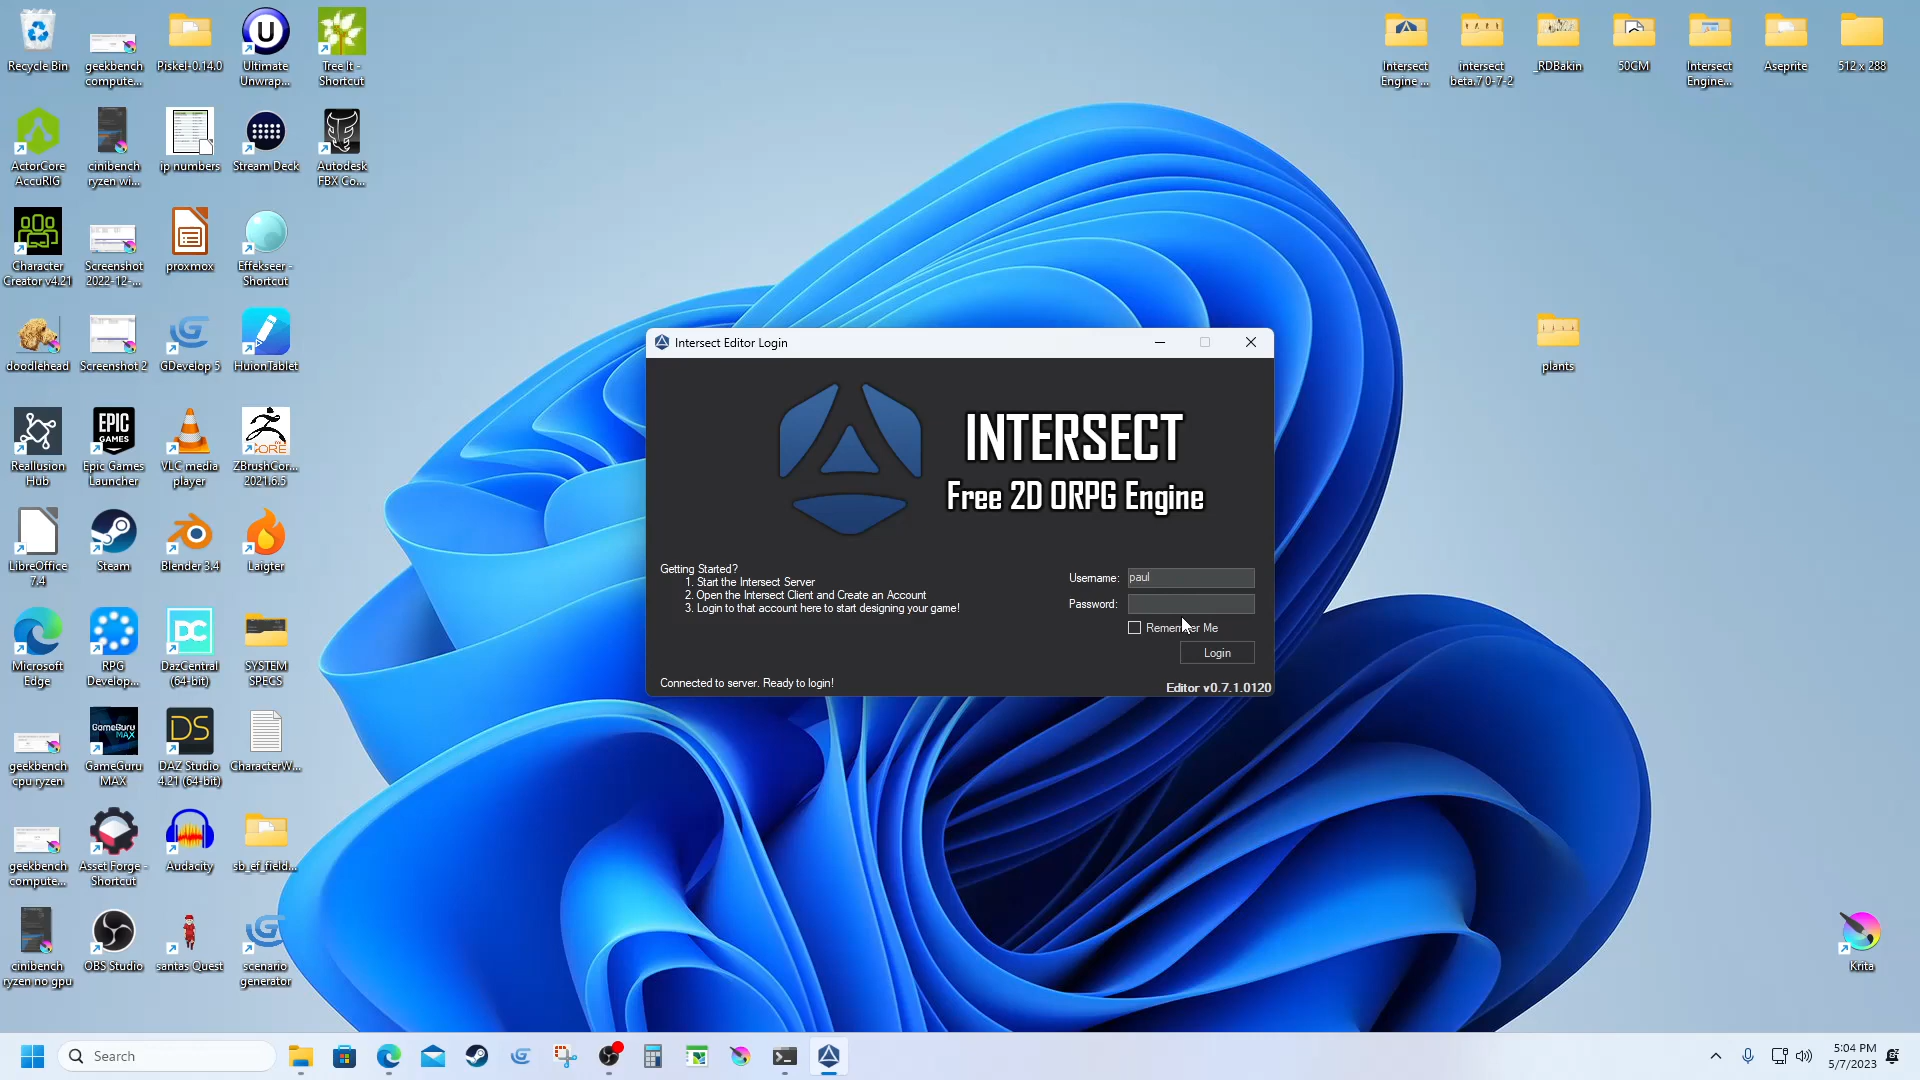 Recycle Bin
geekbench
compute...
Piskel-0.14.0
Ultimate
Unwrap...
Tree It -
Shortcut
Intersect
Engine ...
intersect
beta.7.0-7-2
_RDBakin
50CM
Intersect
Engine...
Aseprite
512 x 288
ActorCore
AccuRIG
cinibench
ryzen wi...
ip numbers
Stream Deck
Autodesk
FBX Co...
Character
Creator v4.21
Screenshot
2022-12-...
proxmox
Effekseer -
Shortcut
doodlehead
Screenshot 2
GDevelop 5
HuionTablet
plants
Reallusion
Hub
EPIC
GAMES
Epic Games
Launcher
VLC media
player
ZBrushCor...
2021.6.5
LibreOffice
7.4
Steam
Blender 3.4
Laigter
Microsoft
Edge
RPG
Develop...
DC
DazCentral
(64-bit)
SYSTEM
SPECS
geekbench
cpu ryzen
GameGuru
MAX
GameGuru
MAX
DS
DAZ Studio
4.21 (64-bit)
CharacterW...
geekbench
compute...
Asset Forge -
Shortcut
Audacity
sb_ef_field...
cinibench
ryzen no gpu
OBS Studio
santas Quest
scenario
generator
Krita
Intersect Editor Login
INTERSECT
Free 2D ORPG Engine
Getting Started?
1. Start the Intersect Server
2. Open the Intersect Client and Create an Account
3. Login to that account here to start designing your game!
Username: paul
Password:
Remember Me
Login
Connected to server. Ready to login!
Editor v0.7.1.0120
Search
5:04 PM
5/7/2023